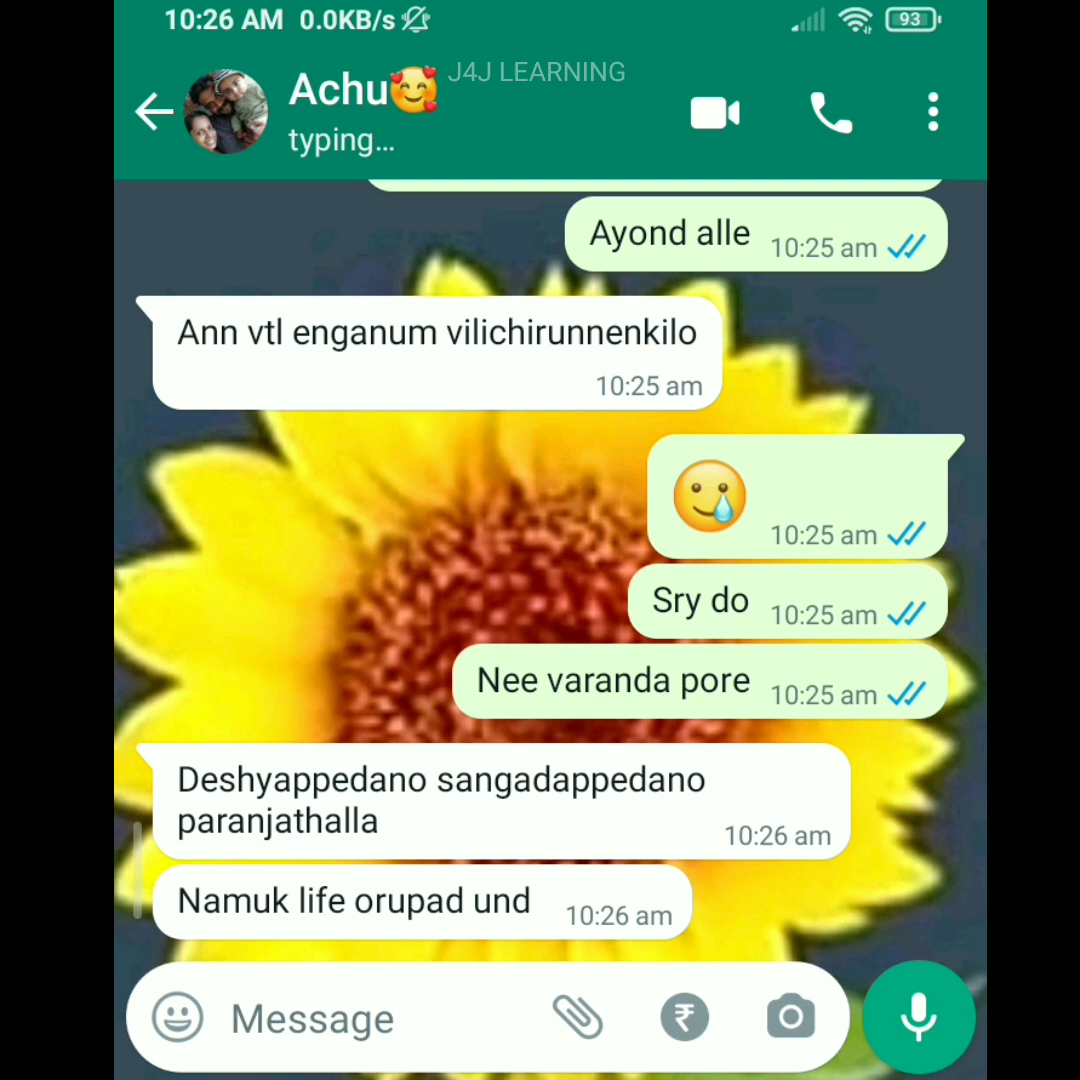 10:26 AM 0.0KB/s 93
Achu🥰 J4J LEARNING
typing...
Ayond alle 10:25 am
Ann vtl enganum vilichirunnenkilo
10:25 am
🥲 10:25 am
Sry do 10:25 am
Nee varanda pore 10:25 am
Deshyappedano sangadappedano
paranjathalla 10:26 am
Namuk life orupad und 10:26 am
Message ₹